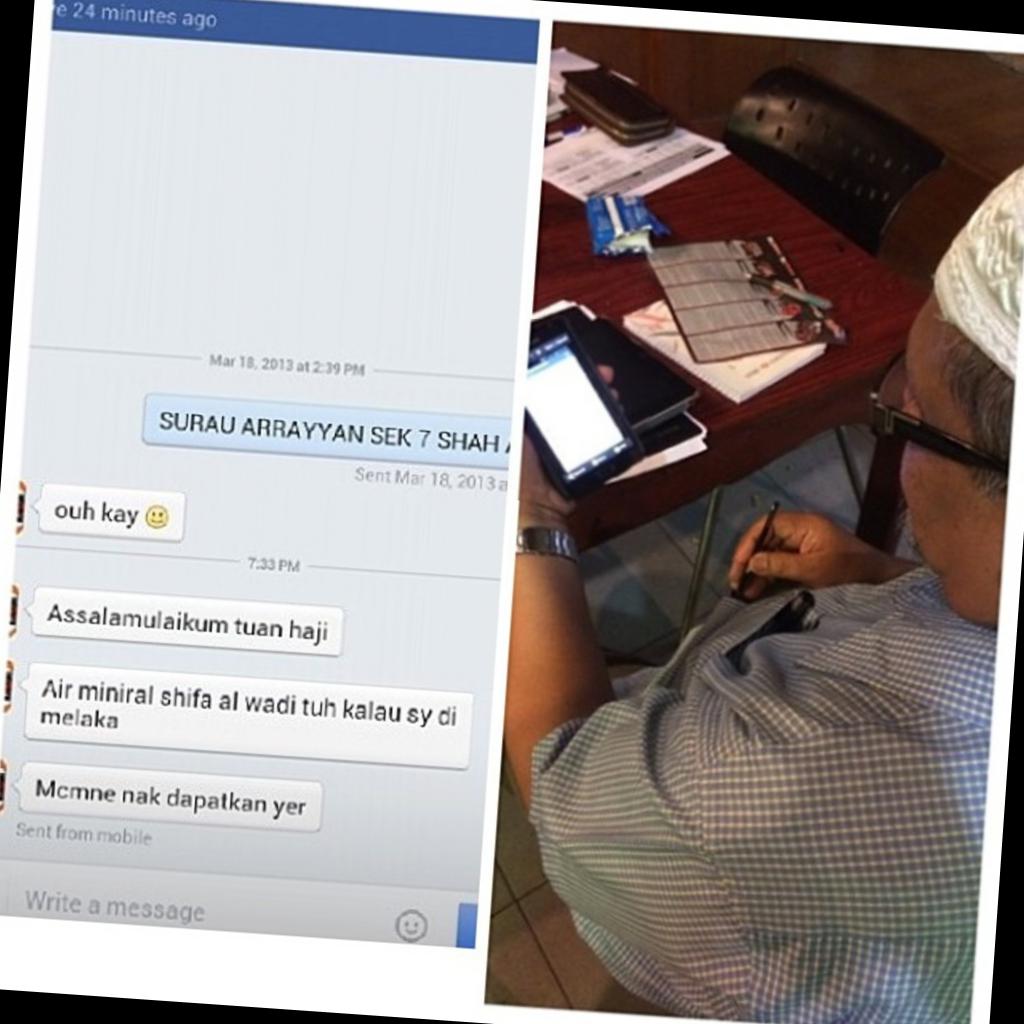 24 minutes ago
Mar 18, 2013 at 2:39 PM
SURAU ARRAYYAN SEK 7 SHAH
Sent Mar 18, 2013
ouh kay
7:33 PM
Assalamulaikum tuan haji
Air miniral shifa al wadi tuh kalau sy di
melaka
Mcmne nak dapatkan yer
Sent from mobile
Write a message